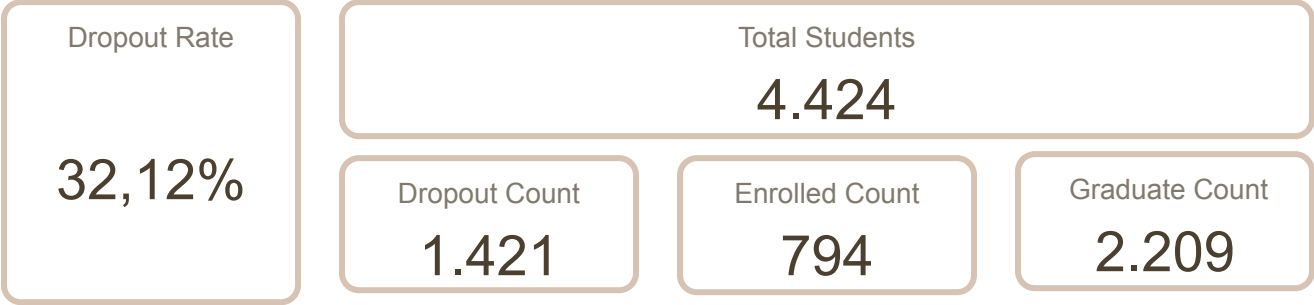 Dropout Rate
32,12%
Total Students
4.424
Dropout Count
1.421
Enrolled Count
794
Graduate Count
2.209